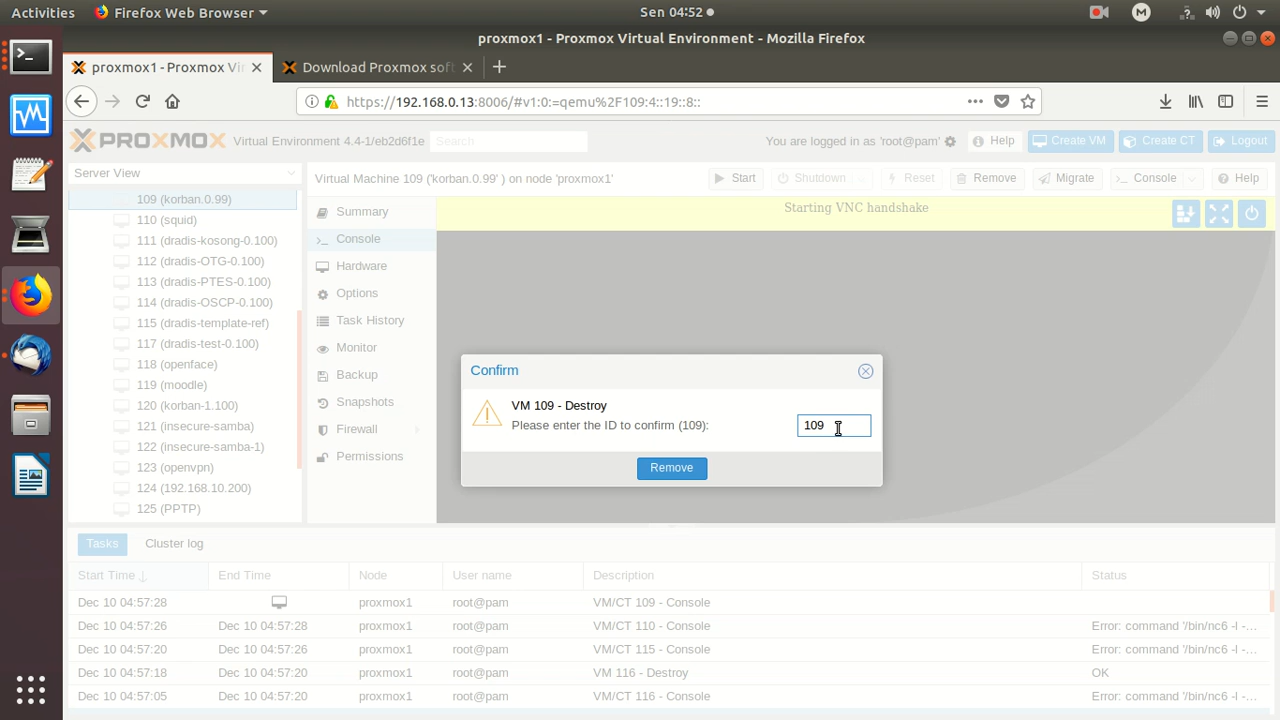 Activities Firefox Web Browser Sen 04:52
proxmox1 - Proxmox Virtual Environment - Mozilla Firefox
proxmox1 - Proxmox Vir Download Proxmox soft
https://192.168.0.13:8006/#v1:0:=qemu%2F109:4::19::8::
PROXMOX Virtual Environment 4.4-1/eb2d6f1e Search You are logged in as 'root@pam' Help Create VM Create CT Logout
Server View
Virtual Machine 109 ('korban.0.99' ) on node 'proxmox1' Start Shutdown Reset Remove Migrate Console Help
109 (korban.0.99)
110 (squid)
111 (dradis-kosong-0.100)
112 (dradis-OTG-0.100)
113 (dradis-PTES-0.100)
114 (dradis-OSCP-0.100)
115 (dradis-template-ref)
117 (dradis-test-0.100)
118 (openface)
119 (moodle)
120 (korban-1.100)
121 (insecure-samba)
122 (insecure-samba-1)
123 (openvpn)
124 (192.168.10.200)
125 (PPTP)
Summary
Console
Hardware
Options
Task History
Monitor
Backup
Snapshots
Firewall
Permissions
Starting VNC handshake
Confirm
VM 109 - Destroy
Please enter the ID to confirm (109): 109
Remove
Tasks Cluster log
Start Time End Time Node User name Description Status
Dec 10 04:57:28 proxmox1 root@pam VM/CT 109 - Console
Dec 10 04:57:26 Dec 10 04:57:28 proxmox1 root@pam VM/CT 110 - Console Error: command '/bin/nc6 -l -...
Dec 10 04:57:20 Dec 10 04:57:26 proxmox1 root@pam VM/CT 115 - Console Error: command '/bin/nc6 -l -...
Dec 10 04:57:18 Dec 10 04:57:20 proxmox1 root@pam VM 116 - Destroy OK
Dec 10 04:57:05 Dec 10 04:57:20 proxmox1 root@pam VM/CT 116 - Console Error: command '/bin/nc6 -l -...